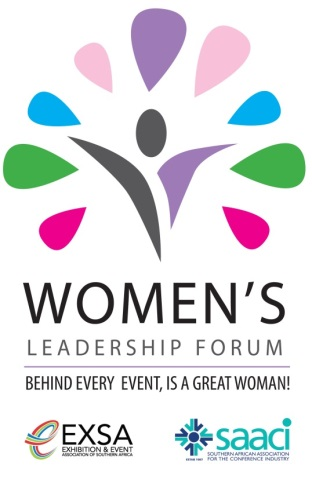 WOMEN'S
LEADERSHIP FORUM
BEHIND EVERY EVENT, IS A GREAT WOMAN!
EXSA
EXHIBITION & EVENT
ASSOCIATION OF SOUTHERN AFRICA
saaci
SOUTHERN AFRICAN ASSOCIATION
FOR THE CONFERENCE INDUSTRY